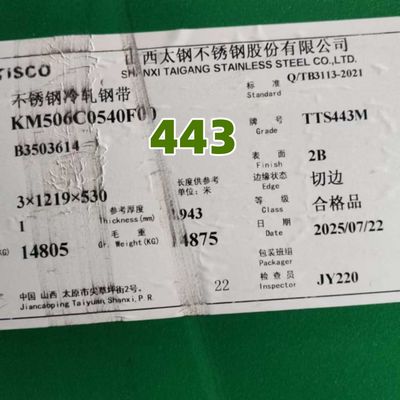 TISCO
山西太钢不锈钢股份有限公司
SHANXI TAIGANG STAINLESS STEEL CO., LTD.
不锈钢冷轧钢带
标准 Standard Q/TB3113-2021
KM506C0540F00
牌号 Grade TTS443M
443
B3503614
表面 Finish 2B
3×1219×530
长度供参考
单位:米
边缘状态 Edge 切边
1
参考厚度 Thickness(mm)
943
等级 Class 合格品
(KG) 14805
毛重 Gr. Weight(KG)
14875
日期 Date 2025/07/22
包装班组 Packager
22
检查员 Inspector JY220
中国 山西 太原市尖草坪街2号。
Jiancaoping Taiyuan,Shanxi,P.R.